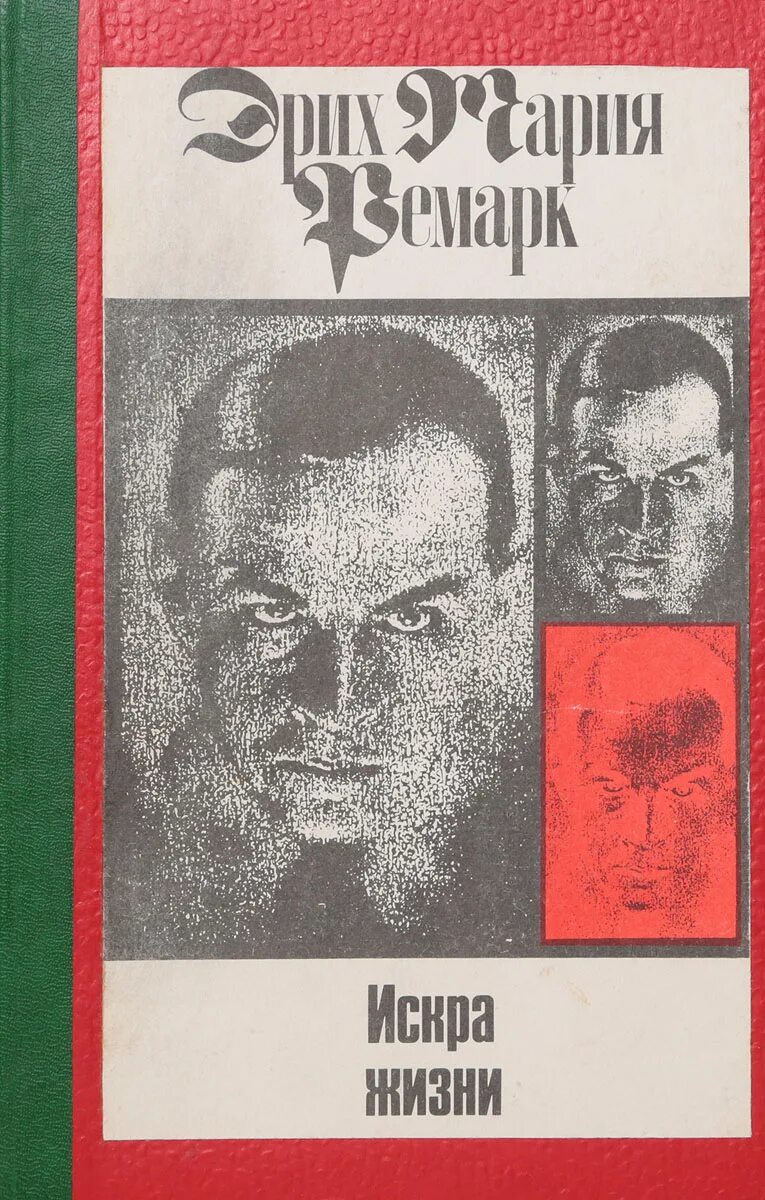 Эрих Мария
Ремарк
Искра
жизни